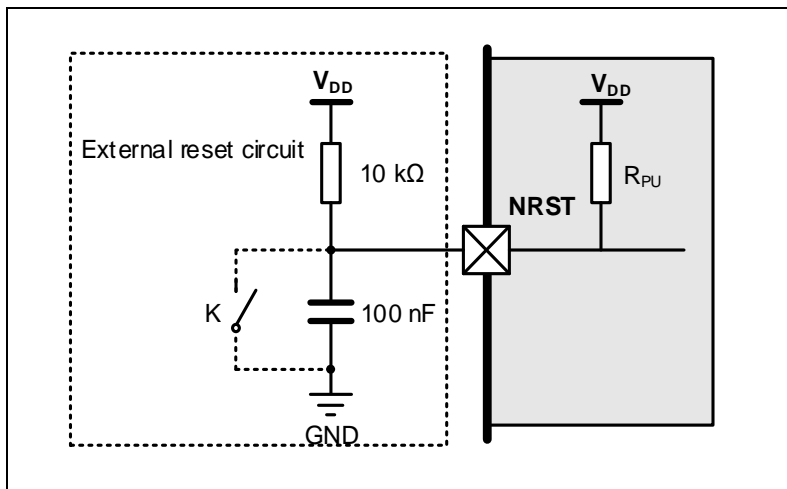 V_DD
External reset circuit
10 kΩ
K
100 nF
GND
V_DD
R_PU
NRST